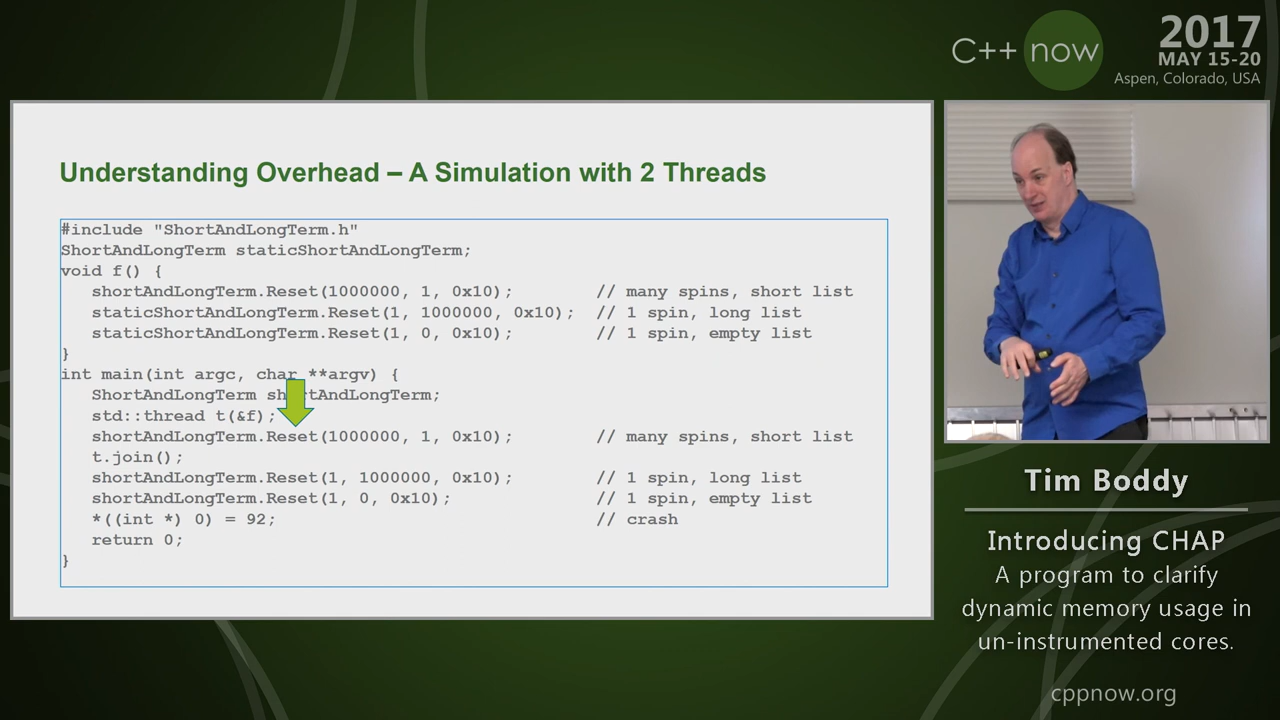 C++ now
2017
MAY 15-20
Aspen, Colorado, USA
Understanding Overhead – A Simulation with 2 Threads
#include "ShortAndLongTerm.h"
ShortAndLongTerm staticShortAndLongTerm;
void f() {
shortAndLongTerm.Reset(1000000, 1, 0x10); // many spins, short list
staticShortAndLongTerm.Reset(1, 1000000, 0x10); // 1 spin, long list
staticShortAndLongTerm.Reset(1, 0, 0x10); // 1 spin, empty list
}
int main(int argc, char **argv) {
ShortAndLongTerm shortAndLongTerm;
std::thread t(&f);
shortAndLongTerm.Reset(1000000, 1, 0x10); // many spins, short list
t.join();
shortAndLongTerm.Reset(1, 1000000, 0x10); // 1 spin, long list
shortAndLongTerm.Reset(1, 0, 0x10); // 1 spin, empty list
*((int *) 0) = 92; // crash
return 0;
}
Tim Boddy
Introducing CHAP
A program to clarify
dynamic memory usage in
un-instrumented cores.
cppnow.org